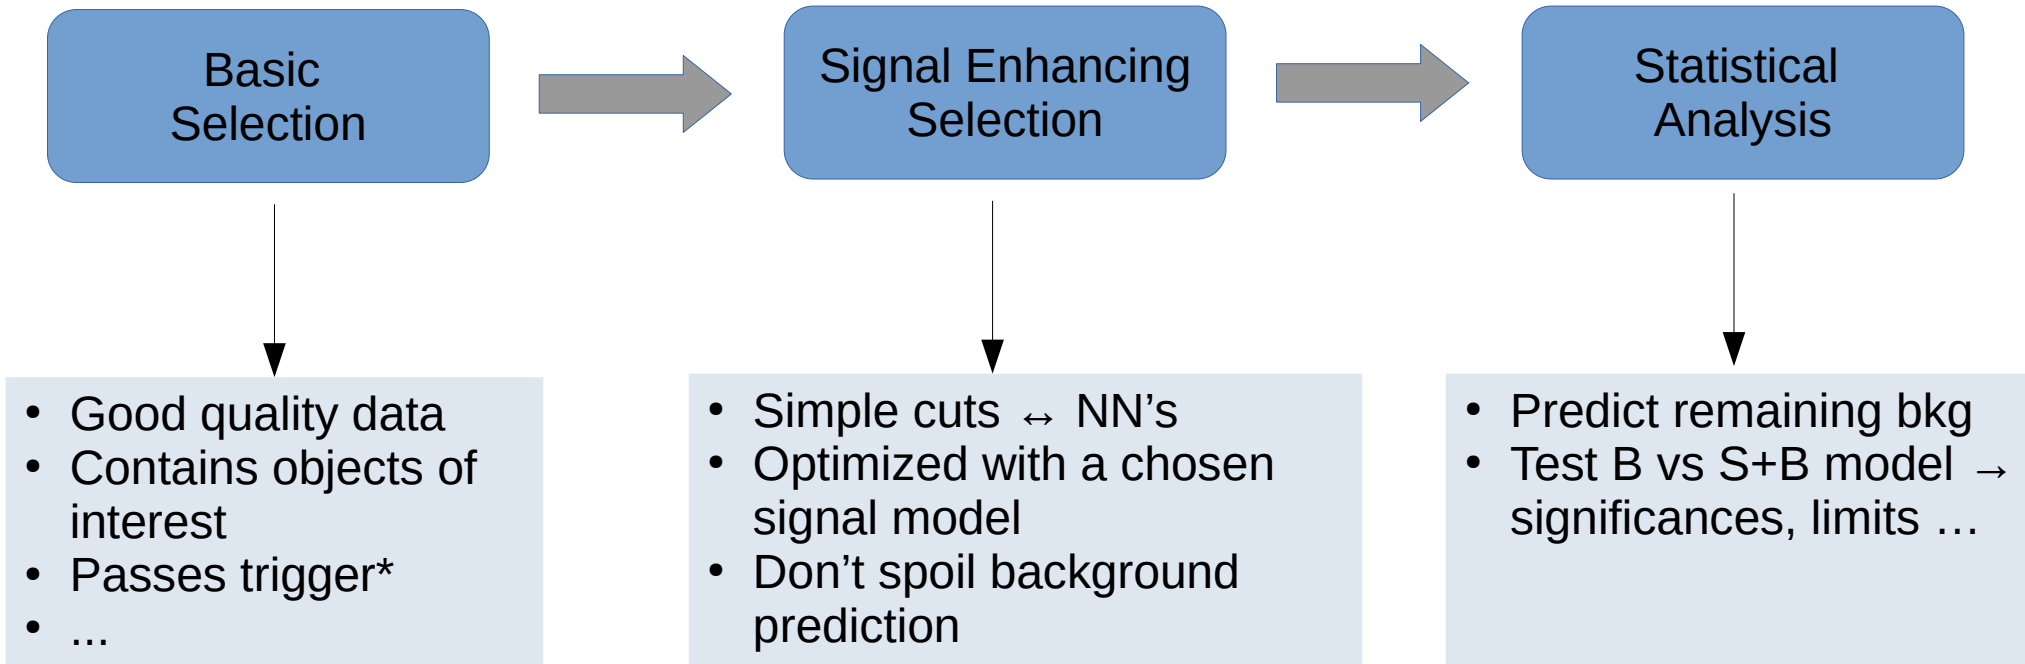 Basic
Selection
Signal Enhancing
Selection
Statistical
Analysis
• Good quality data
• Contains objects of
interest
• Passes trigger*
• ...
• Simple cuts ↔ NN’s
• Optimized with a chosen
signal model
• Don’t spoil background
prediction
• Predict remaining bkg
• Test B vs S+B model →
significances, limits …